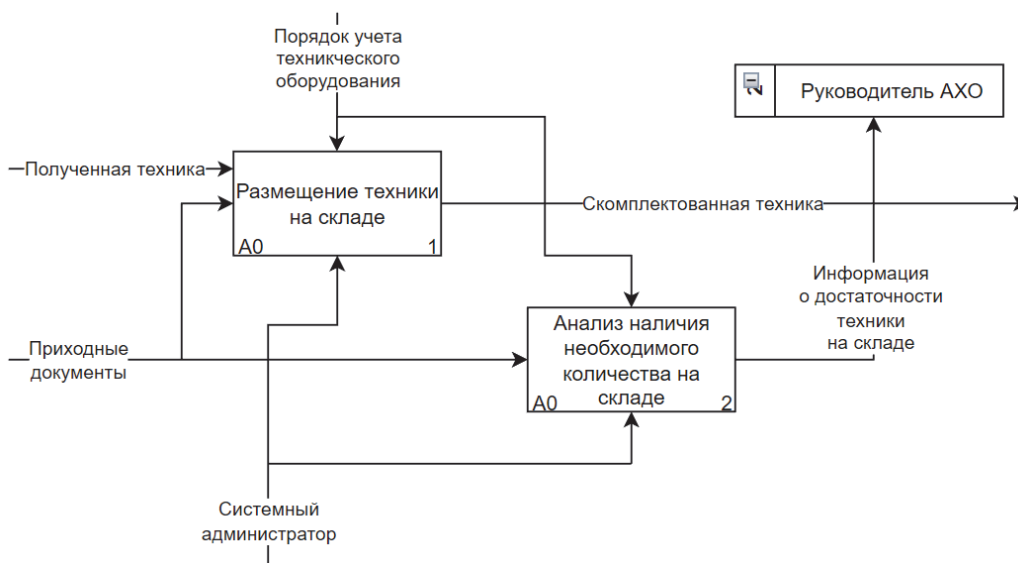 Порядок учета
техникческого
оборудования
Руководитель АХО
Полученная техника
Размещение техники
на складе
A0
1
Скомплектованная техника
Информация
о достаточности
техники
на складе
Приходные
документы
Анализ наличия
необходимого
количества на
складе
A0
2
Системный
администратор